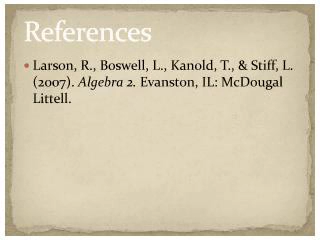 References
Larson, R., Boswell, L., Kanold, T., & Stiff, L.
(2007). Algebra 2. Evanston, IL: McDougal
Littell.